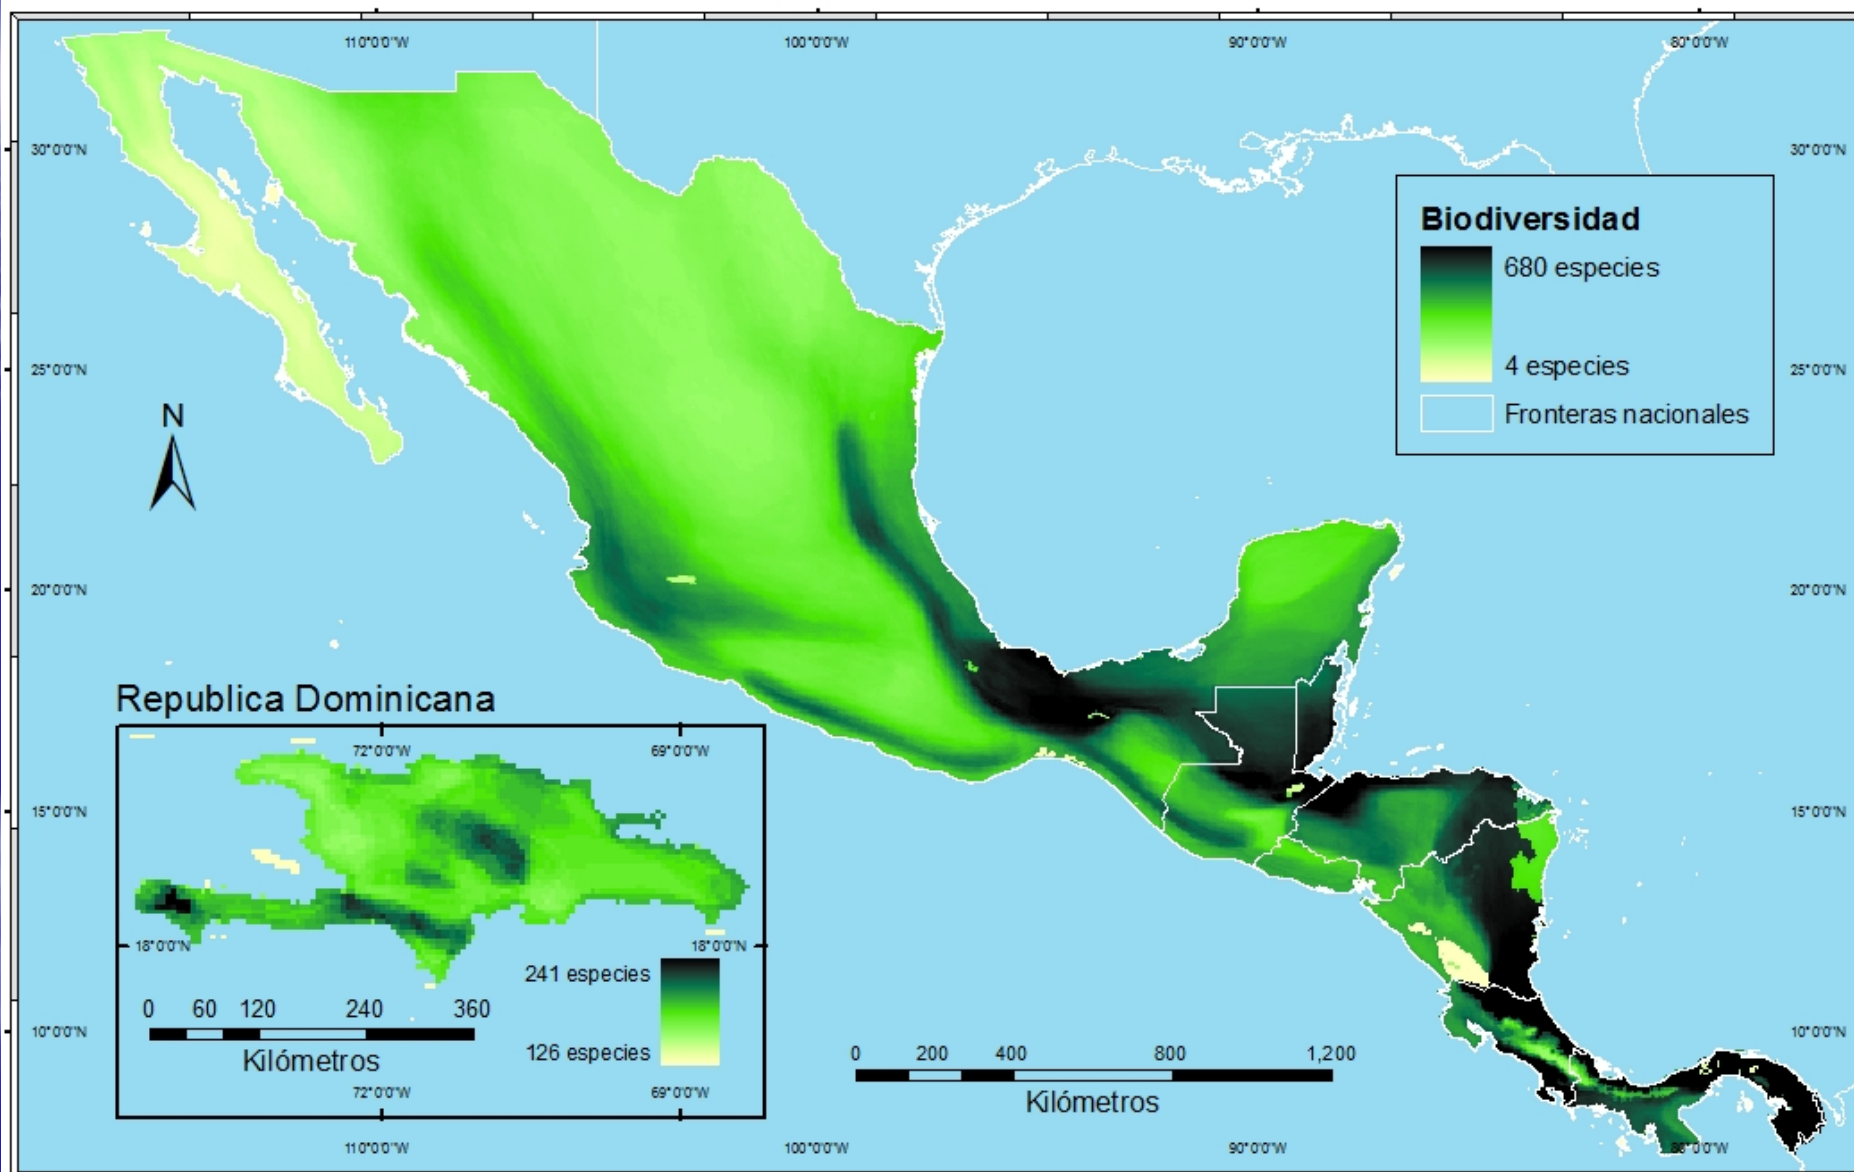 110°0'0"W 100°0'0"W 90°0'0"W 80°0'0"W
30°0'0"N 30°0'0"N
Biodiversidad
680 especies
4 especies
Fronteras nacionales
25°0'0"N 25°0'0"N
N
20°0'0"N 20°0'0"N
Republica Dominicana
72°0'0"W 69°0'0"W
18°0'0"N 18°0'0"N
241 especies
126 especies
0 60 120 240 360
Kilómetros
72°0'0"W 69°0'0"W
15°0'0"N 15°0'0"N
10°0'0"N 10°0'0"N
0 200 400 800 1,200
Kilómetros
110°0'0"W 100°0'0"W 90°0'0"W 80°0'0"W